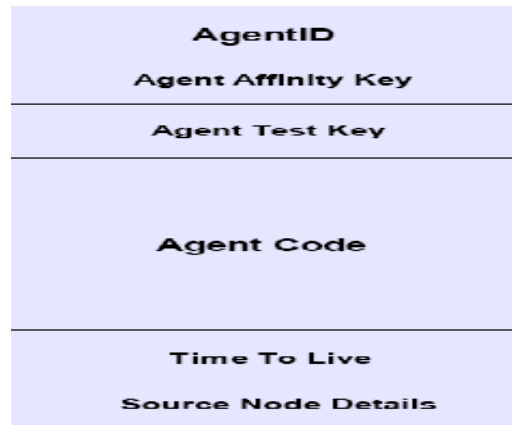 AgentID
Agent Affinity Key
Agent Test Key
Agent Code
Time To Live
Source Node Details